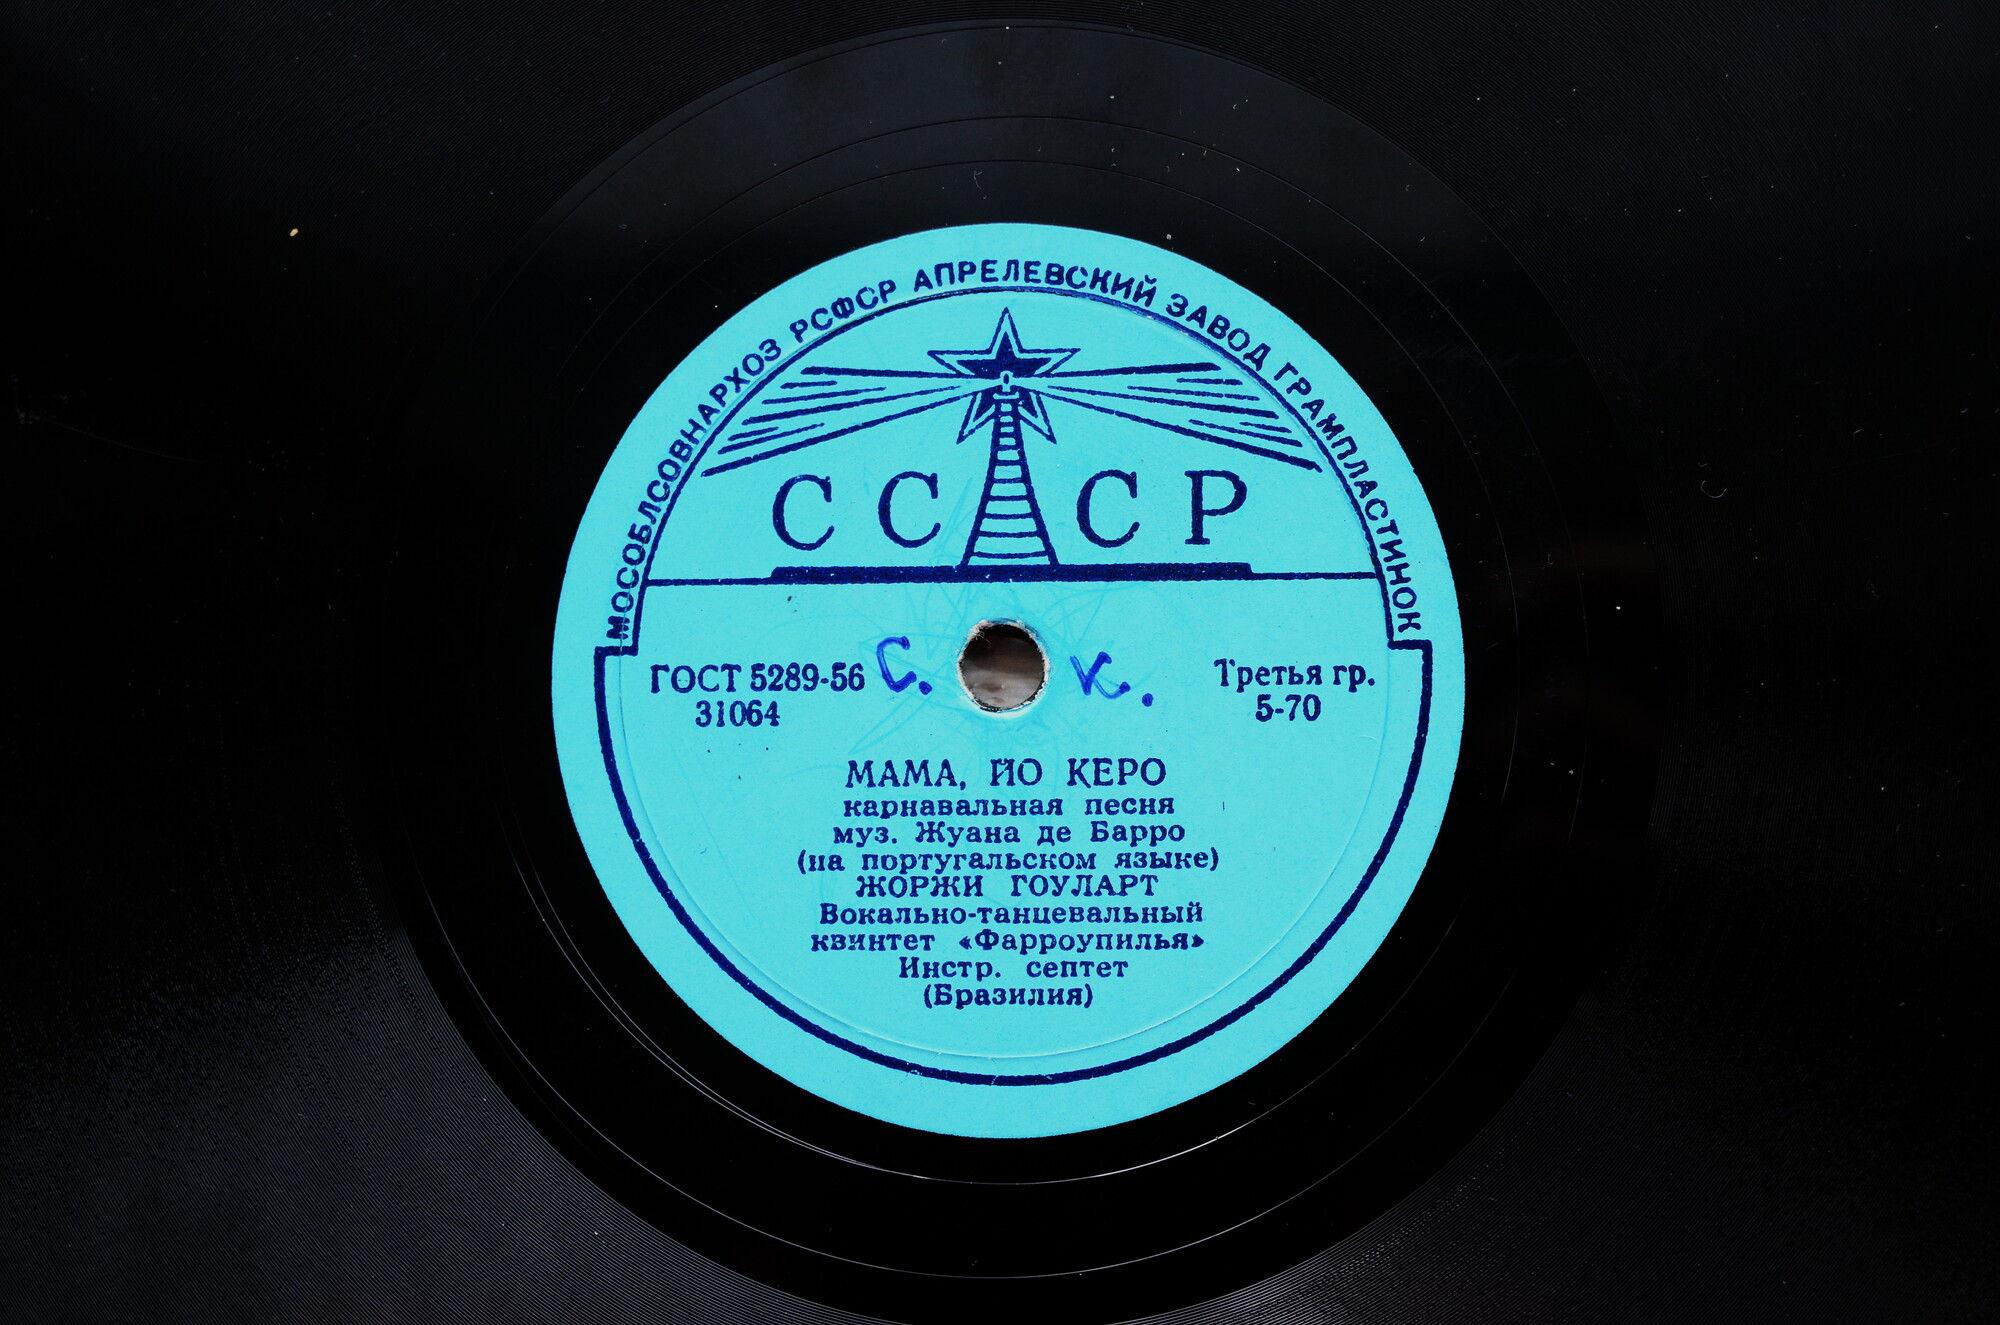 МОСОБЛСОВНАРХОЗ РСФСР АПРЕЛЕВСКИЙ ЗАВОД ГРАМПЛАСТИНОК
СССР
ГОСТ 5289-56
31064
С. К.
Третья гр.
5-70
МАМА, ЙО КЕРО
карнавальная песня
муз. Жуана де Барро
(на португальском языке)
ЖОРЖИ ГОУЛАРТ
Вокально-танцевальный
квинтет «Фарроупилья»
Инстр. септет
(Бразилия)